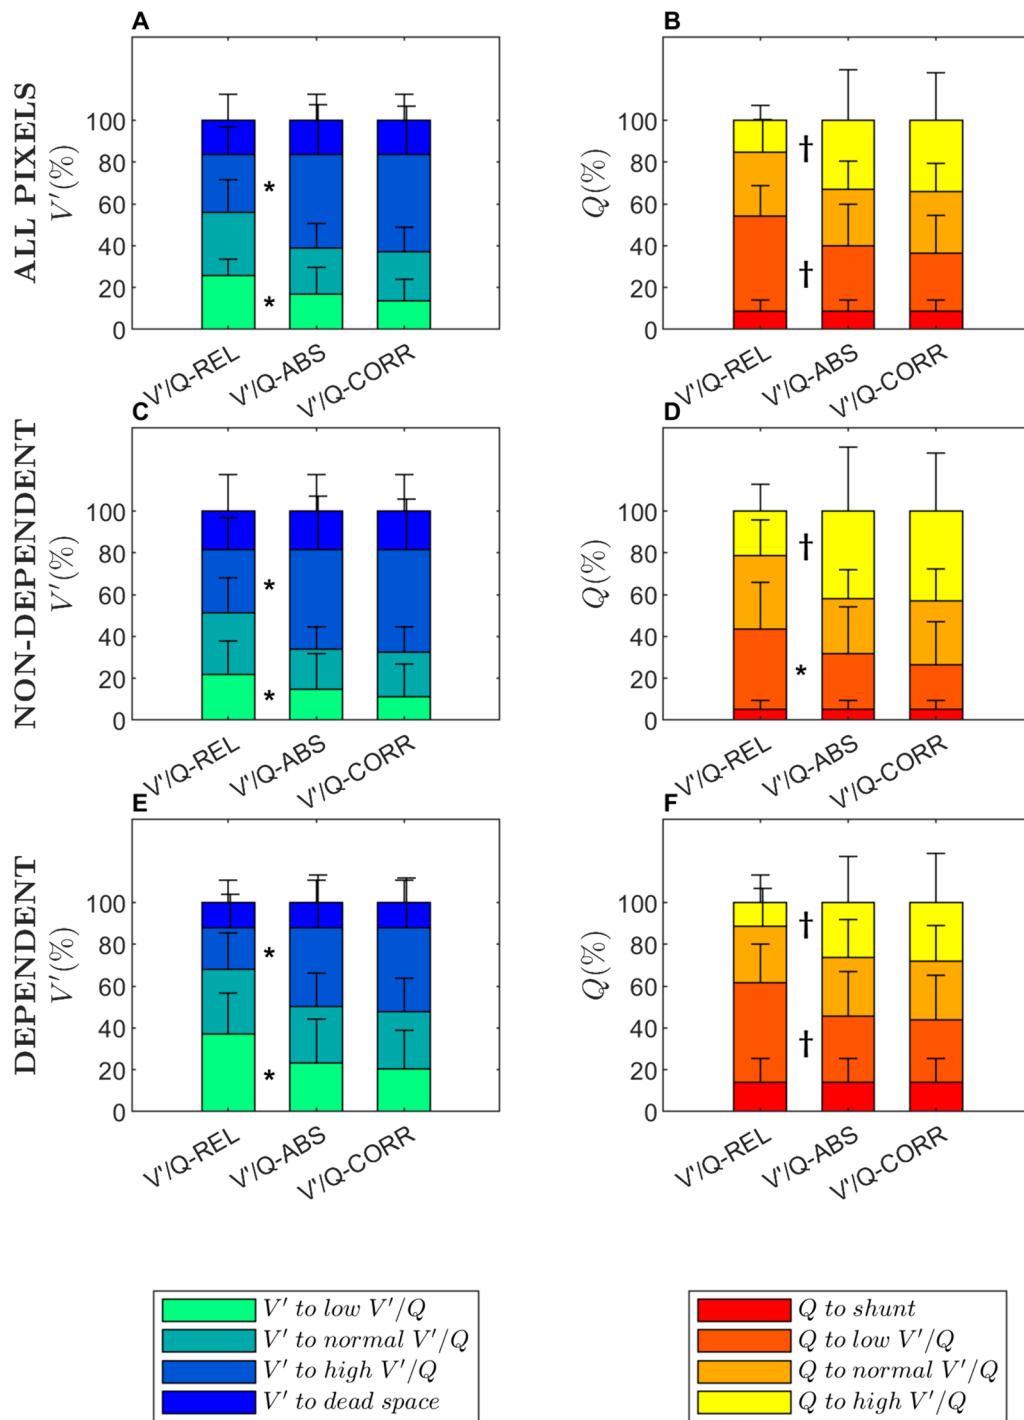 A
B
ALL PIXELS
V'(%)
100
80
60
40
20
0
*
*
V'/Q-REL
V'/Q-ABS
V'/Q-CORR
Q(%)
100
80
60
40
20
0
†
†
V'/Q-REL
V'/Q-ABS
V'/Q-CORR
C
D
NON-DEPENDENT
V'(%)
100
80
60
40
20
0
*
*
V'/Q-REL
V'/Q-ABS
V'/Q-CORR
Q(%)
100
80
60
40
20
0
†
*
V'/Q-REL
V'/Q-ABS
V'/Q-CORR
E
F
DEPENDENT
V'(%)
100
80
60
40
20
0
*
*
V'/Q-REL
V'/Q-ABS
V'/Q-CORR
Q(%)
100
80
60
40
20
0
†
†
V'/Q-REL
V'/Q-ABS
V'/Q-CORR
V' to low V'/Q
V' to normal V'/Q
V' to high V'/Q
V' to dead space
Q to shunt
Q to low V'/Q
Q to normal V'/Q
Q to high V'/Q